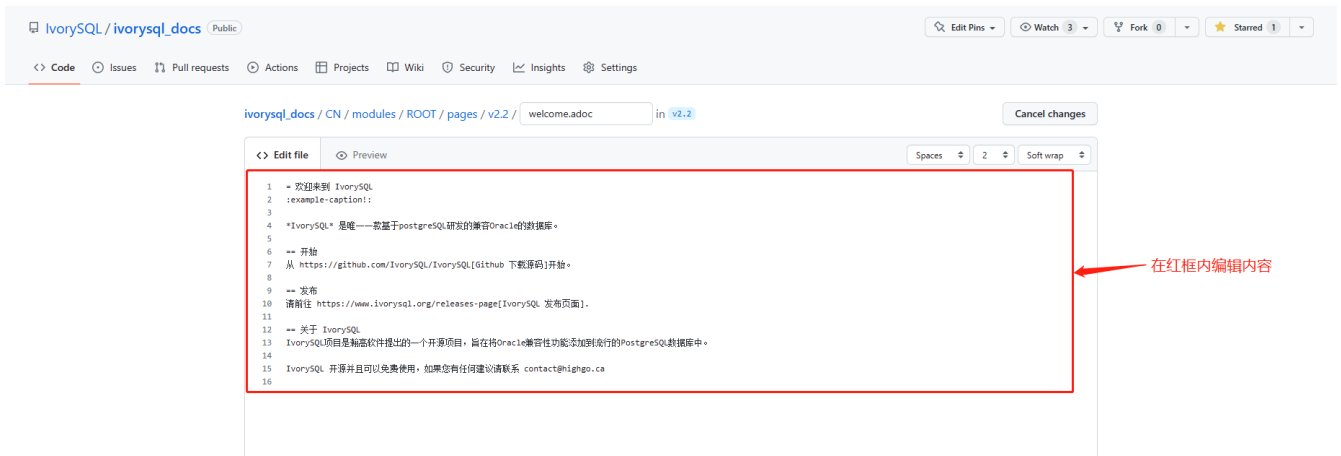 IvorySQL / ivorysql_docs Public
Edit Pins Watch 3 Fork 0 Starred 1
Code Issues Pull requests Actions Projects Wiki Security Insights Settings
ivorysql_docs / CN / modules / ROOT / pages / v2.2 / welcome.adoc in v2.2 Cancel changes
Edit file Preview Spaces 2 Soft wrap
1 = 欢迎来到 IvorySQL
2 :example-caption!:
3
4 *IvorySQL* 是唯一一款基于postgreSQL研发的兼容Oracle的数据库。
5
6 == 开始
7 从 https://github.com/IvorySQL/IvorySQL[Github 下载源码]开始。
8
9 == 发布
10 请前往 https://www.ivorysql.org/releases-page[IvorySQL 发布页面].
11
12 == 关于 IvorySQL
13 IvorySQL项目是瀚高软件提出的一个开源项目，旨在将Oracle兼容性功能添加到流行的PostgreSQL数据库中。
14
15 IvorySQL 开源并且可以免费使用，如果您有任何建议请联系 contact@highgo.ca
16
在红框内编辑内容